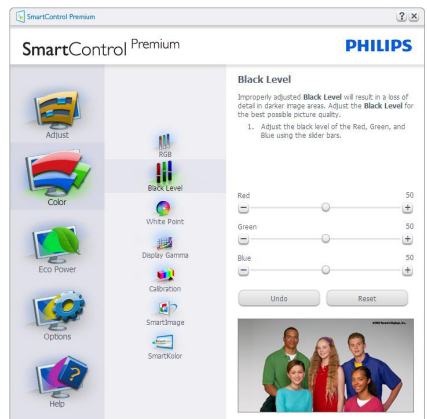 SmartControl Premium
? ×
SmartControl Premium
PHILIPS
Adjust
Color
Eco Power
Options
Help
RGB
Black Level
White Point
Display Gamma
Calibration
SmartImage
SmartKolor
Black Level
Improperly adjusted Black Level will result in a loss of
detail in darker image areas. Adjust the Black Level for
the best possible picture quality.
1. Adjust the black level of the Red, Green, and
Blue using the slider bars.
Red 50
Green 50
Blue 50
Undo Reset